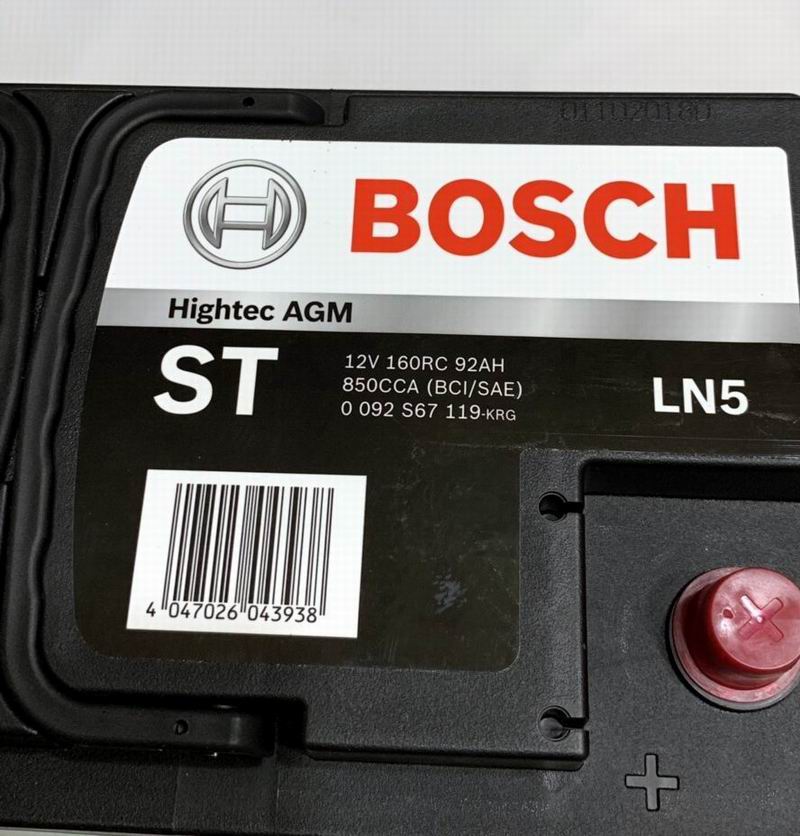 BOSCH
Hightec AGM
ST
12V 160RC 92AH
850CCA (BCI/SAE)
0 092 S67 119-KRG
LN5
4 047026 043938
+
+